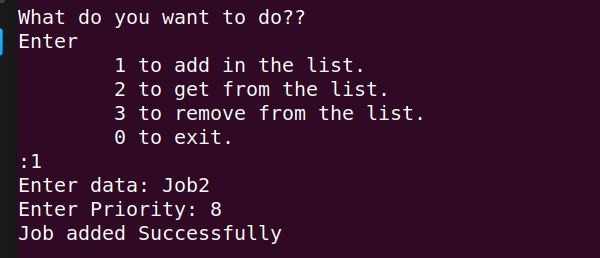 What do you want to do??
Enter
1 to add in the list.
2 to get from the list.
3 to remove from the list.
0 to exit.
:1
Enter data: Job2
Enter Priority: 8
Job added Successfully